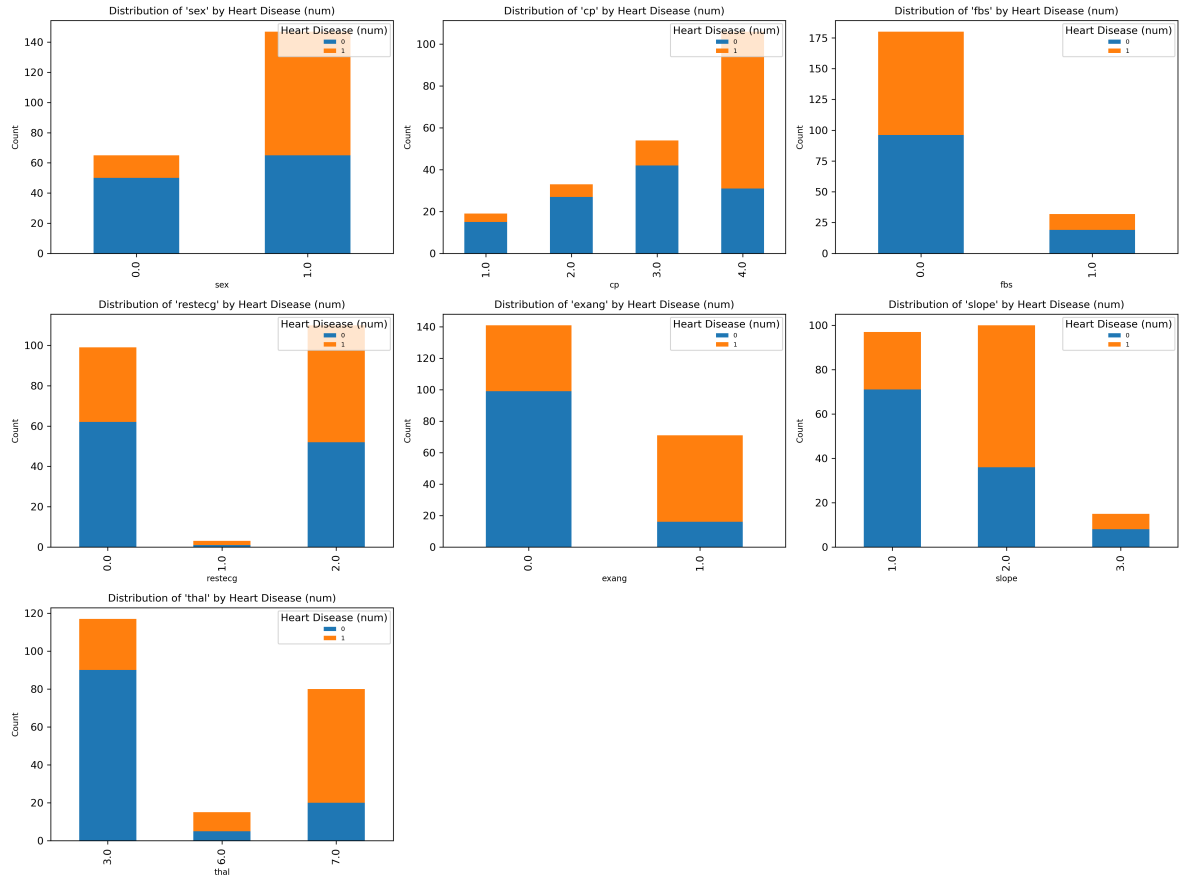 Distribution of 'sex' by Heart Disease (num)
Heart Disease (num)
0
1
140
120
100
80
60
40
20
0
Count
0.0
1.0
sex
Distribution of 'cp' by Heart Disease (num)
Heart Disease (num)
0
1
100
80
60
40
20
0
Count
1.0
2.0
3.0
4.0
cp
Distribution of 'fbs' by Heart Disease (num)
Heart Disease (num)
0
1
175
150
125
100
75
50
25
0
Count
0.0
1.0
fbs
Distribution of 'restecg' by Heart Disease (num)
Heart Disease (num)
0
1
100
80
60
40
20
0
Count
0.0
1.0
2.0
restecg
Distribution of 'exang' by Heart Disease (num)
Heart Disease (num)
0
1
140
120
100
80
60
40
20
0
Count
0.0
1.0
exang
Distribution of 'slope' by Heart Disease (num)
Heart Disease (num)
0
1
100
80
60
40
20
0
Count
1.0
2.0
3.0
slope
Distribution of 'thal' by Heart Disease (num)
Heart Disease (num)
0
1
120
100
80
60
40
20
0
Count
3.0
6.0
7.0
thal